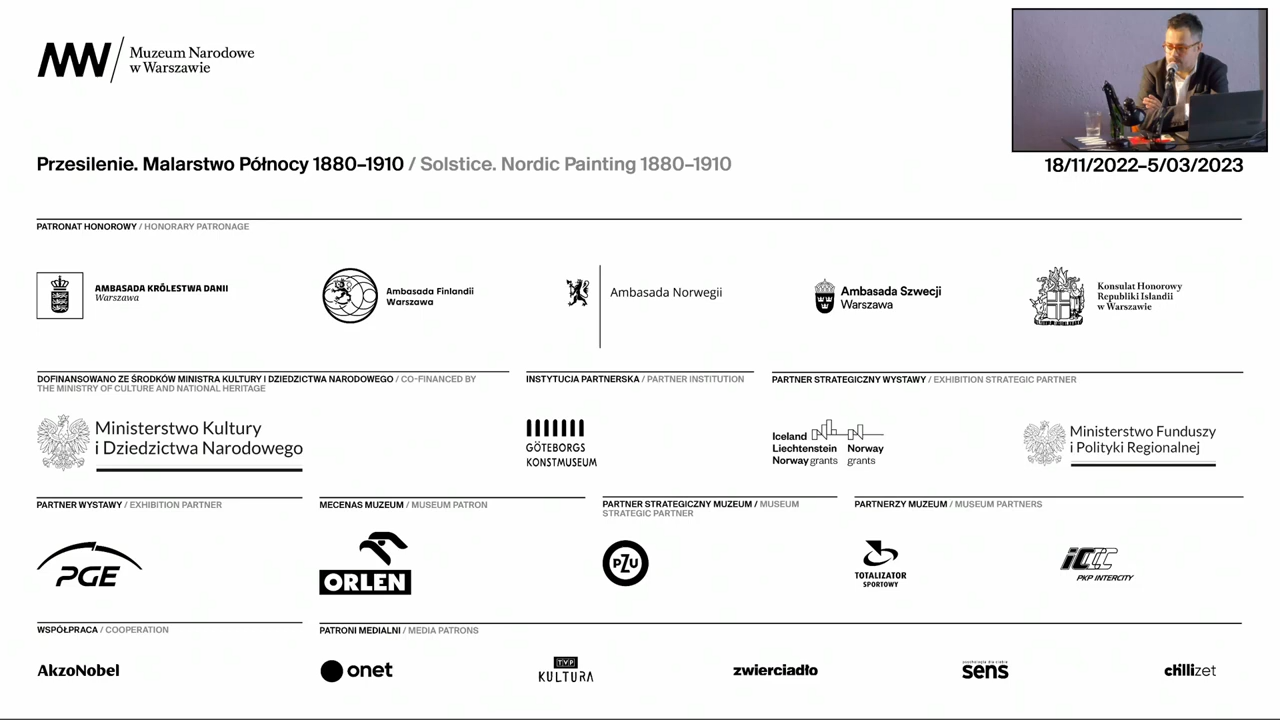 MNW/ Muzeum Narodowe
w Warszawie
Przesilenie. Malarstwo Północy 1880–1910 / Solstice. Nordic Painting 1880–1910
18/11/2022–5/03/2023
PATRONAT HONOROWY / HONORARY PATRONAGE
AMBASADA KRÓLESTWA DANII
Warszawa
Ambasada Finlandii
Warszawa
Ambasada Norwegii
Ambasada Szwecji
Warszawa
Konsulat Honorowy
Republiki Islandii
w Warszawie
DOFINANSOWANO ZE ŚRODKÓW MINISTRA KULTURY I DZIEDZICTWA NARODOWEGO / CO-FINANCED BY
THE MINISTRY OF CULTURE AND NATIONAL HERITAGE
Ministerstwo Kultury
i Dziedzictwa Narodowego
INSTYTUCJA PARTNERSKA / PARTNER INSTITUTION
GÖTEBORGS
KONSTMUSEUM
PARTNER STRATEGICZNY WYSTAWY / EXHIBITION STRATEGIC PARTNER
Iceland
Liechtenstein
Norway grants
Norway
grants
Ministerstwo Funduszy
i Polityki Regionalnej
PARTNER WYSTAWY / EXHIBITION PARTNER
PGE
MECENAS MUZEUM / MUSEUM PATRON
ORLEN
PARTNER STRATEGICZNY MUZEUM / MUSEUM
STRATEGIC PARTNER
PZU
PARTNERZY MUZEUM / MUSEUM PARTNERS
TOTALIZATOR
SPORTOWY
iCCC
PKP INTERCITY
WSPÓŁPRACA / COOPERATION
AkzoNobel
PATRONI MEDIALNI / MEDIA PATRONS
onet
TVP
KULTURA
zwierciadło
psychologia dla ciebie
sens
chillizet